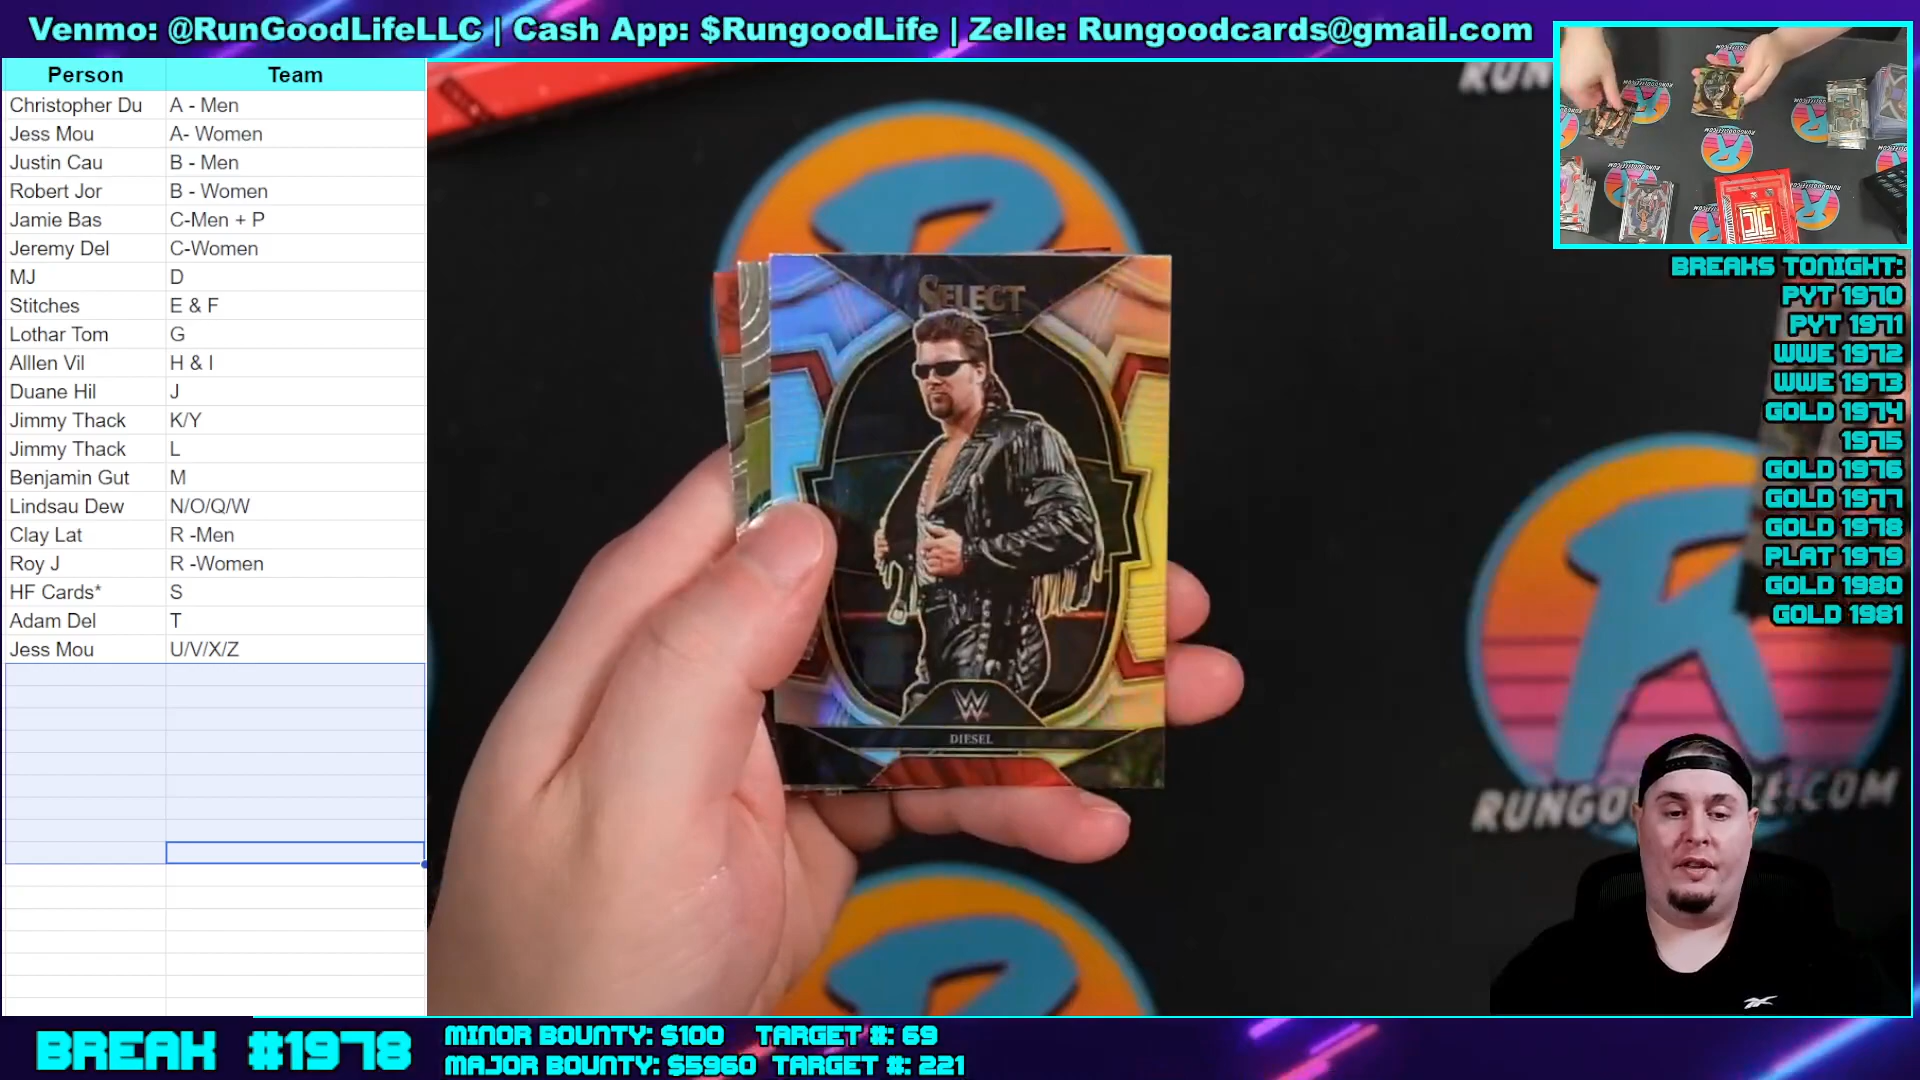 Venmo: @RunGoodLifeLLC | Cash App: $RungoodLife | Zelle: Rungoodcards@gmail.com
Person Team
Christopher Du A - Men
Jess Mou A- Women
Justin Cau B - Men
Robert Jor B - Women
Jamie Bas C-Men + P
Jeremy Del C-Women
MJ D
Stitches E & F
Lothar Tom G
Alllen Vil H & I
Duane Hil J
Jimmy Thack K/Y
Jimmy Thack L
Benjamin Gut M
Lindsau Dew N/O/Q/W
Clay Lat R -Men
Roy J R -Women
HF Cards* S
Adam Del T
Jess Mou U/V/X/Z
SELECT
W
DIESEL
BREAKS TONIGHT:
PYT 1970
PYT 1971
WWE 1972
WWE 1973
GOLD 1974
1975
GOLD 1976
GOLD 1977
GOLD 1978
PLAT 1979
GOLD 1980
GOLD 1981
BREAK #1978
MINOR BOUNTY: $100 TARGET #: 69
MAJOR BOUNTY: $5960 TARGET #: 221